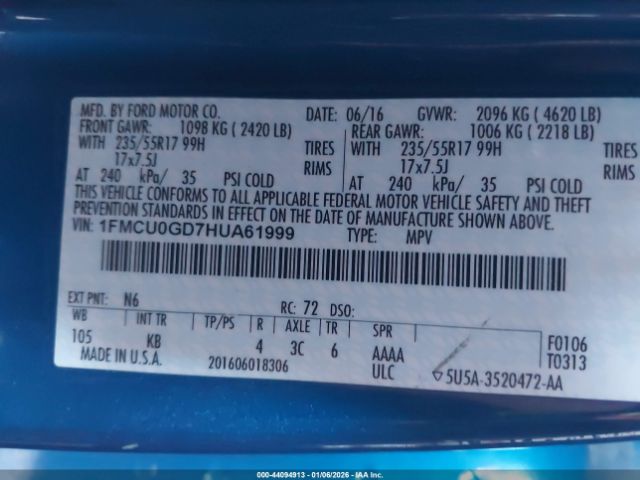 MFD. BY FORD MOTOR CO. DATE: 06/16 GVWR: 2096 KG ( 4620 LB)
FRONT GAWR: 1098 KG ( 2420 LB) REAR GAWR: 1006 KG ( 2218 LB)
WITH 235/55R17 99H TIRES WITH 235/55R17 99H TIRES
17x7.5J RIMS 17x7.5J RIMS
AT 240 kPa/ 35 PSI COLD AT 240 kPa/ 35 PSI COLD
THIS VEHICLE CONFORMS TO ALL APPLICABLE FEDERAL MOTOR VEHICLE SAFETY AND THEFT
PREVENTION STANDARDS IN EFFECT ON THE DATE OF MANUFACTURE SHOWN ABOVE.
VIN: 1FMCU0GD7HUA61999 TYPE: MPV
EXT PNT: N6 RC: 72 DSO:
WB INT TR TP/PS R AXLE TR SPR
105 KB 4 3C 6 AAAA F0106
MADE IN U.S.A. 201606018306 ULC T0313
5U5A-3520472-AA
000-44094913 | 01/06/2026 - IAAI.COM